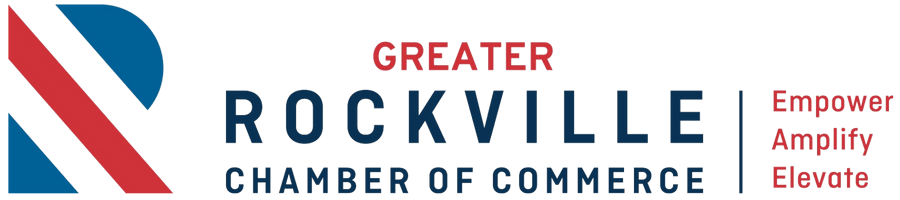 GREATER
ROCKVILLE
CHAMBER OF COMMERCE
Empower
Amplify
Elevate